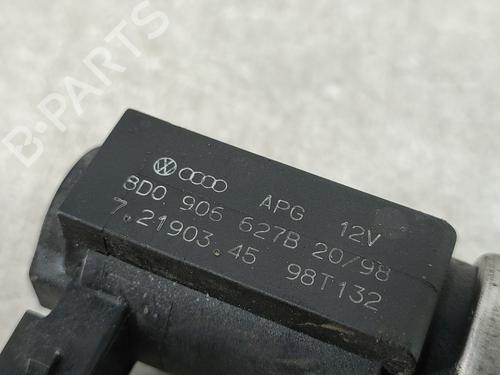 B-PARTS
APG 12V
8D0 906 627B 20/98
7.21903.45 98T132